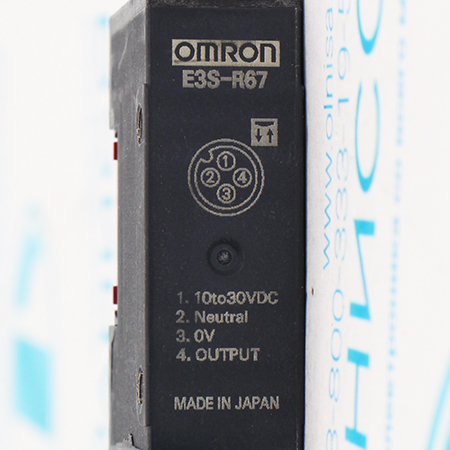 OMRON
E3S-R67
1
2 4
3
1. 10to30VDC
2. Neutral
3. 0V
4. OUTPUT
MADE IN JAPAN